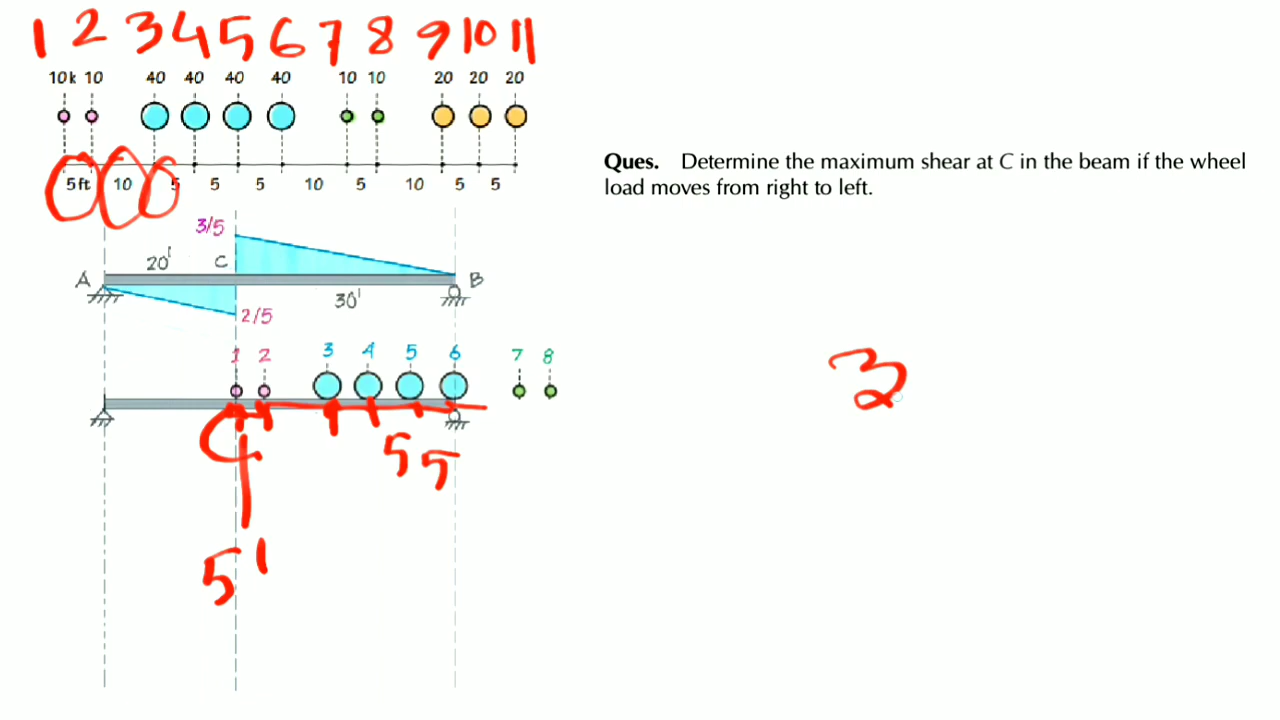 1 2 3 4 5 6 7 8 9 10 11
10k 10 40 40 40 40 10 10 20 20 20
5ft 10 5 5 5 10 5 10 5 5
Ques. Determine the maximum shear at C in the beam if the wheel
load moves from right to left.
3/5
20' C
A B
30'
2/5
1 2 3 4 5 6 7 8
3
5 5
5'